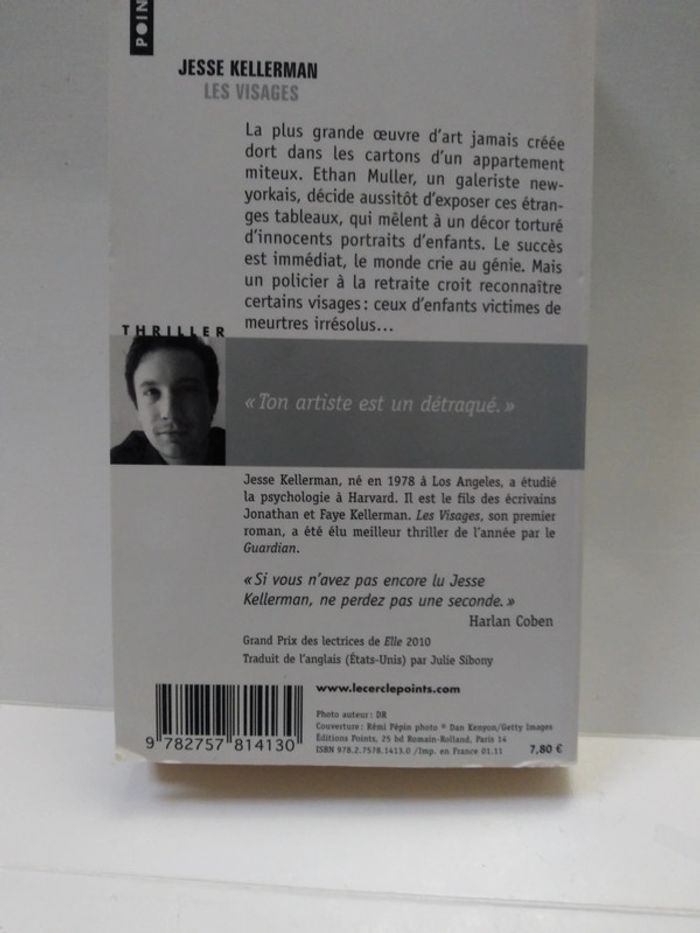 POIN
JESSE KELLERMAN
LES VISAGES
La plus grande œuvre d'art jamais créée
dort dans les cartons d'un appartement
miteux. Ethan Muller, un galeriste new-
yorkais, décide aussitôt d'exposer ces étran-
ges tableaux, qui mêlent à un décor torturé
d'innocents portraits d'enfants. Le succès
est immédiat, le monde crie au génie. Mais
un policier à la retraite croit reconnaître
certains visages : ceux d'enfants victimes de
meurtres irrésolus...
THRILLER
« Ton artiste est un détraqué. »
Jesse Kellerman, né en 1978 à Los Angeles, a étudié
la psychologie à Harvard. Il est le fils des écrivains
Jonathan et Faye Kellerman. Les Visages, son premier
roman, a été élu meilleur thriller de l'année par le
Guardian.
« Si vous n'avez pas encore lu Jesse
Kellerman, ne perdez pas une seconde. »
Harlan Coben
Grand Prix des lectrices de Elle 2010
Traduit de l'anglais (États-Unis) par Julie Sibony
www.lecerclepoints.com
Photo auteur : DR
Couverture : Rémi Pépin photo © Dan Kenyon/Getty Images
Éditions Points, 25 bd Romain-Rolland, Paris 14
ISBN 978.2.7578.1413.0 /Imp. en France 01.11
7,80 €
9 782757 814130